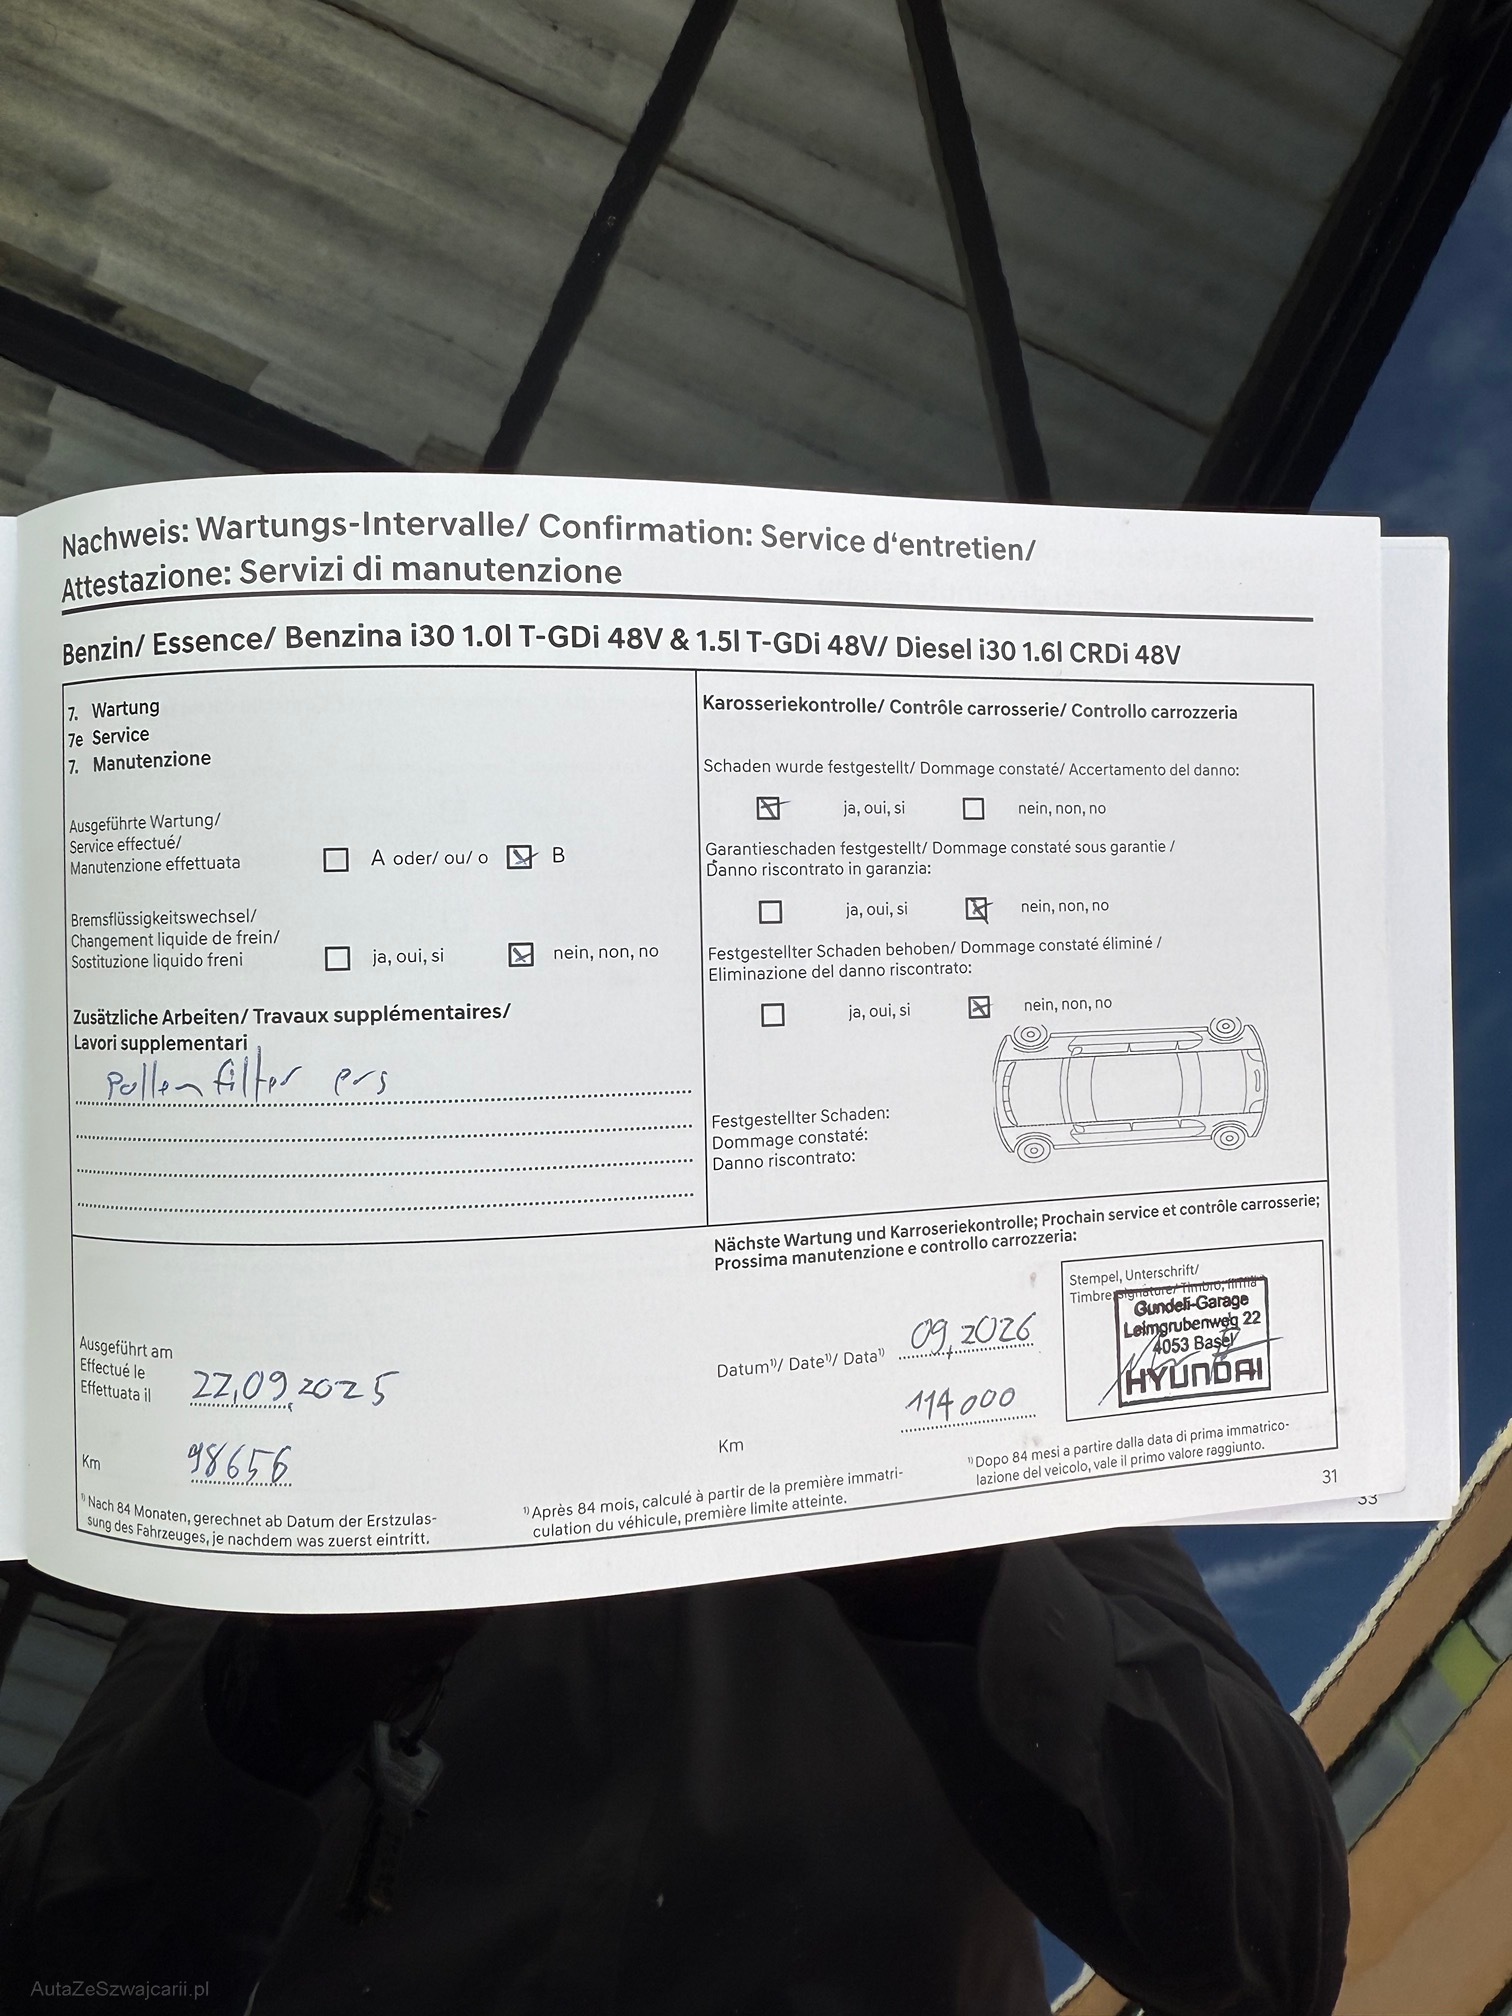 Nachweis: Wartungs-Intervalle/ Confirmation: Service d'entretien/
Attestazione: Servizi di manutenzione
Benzin/ Essence/ Benzina i30 1.0l T-GDi 48V & 1.5l T-GDi 48V/ Diesel i30 1.6l CRDi 48V
7. Wartung
7e Service
7. Manutenzione
Ausgeführte Wartung/
Service effectué/
Manutenzione effettuata
A oder/ ou/ o
B
Bremsflüssigkeitswechsel/
Changement liquide de frein/
Sostituzione liquido freni
ja, oui, si
nein, non, no
Zusätzliche Arbeiten/ Travaux supplémentaires/
Lavori supplementari
Pollenfilter ers
Karosseriekontrolle/ Contrôle carrosserie/ Controllo carrozzeria
Schaden wurde festgestellt/ Dommage constaté/ Accertamento del danno:
ja, oui, si
nein, non, no
Garantieschaden festgestellt/ Dommage constaté sous garantie /
Danno riscontrato in garanzia:
ja, oui, si
nein, non, no
Festgestellter Schaden behoben/ Dommage constaté éliminé /
Eliminazione del danno riscontrato:
ja, oui, si
nein, non, no
Festgestellter Schaden:
Dommage constaté:
Danno riscontrato:
Ausgeführt am
Effectué le
Effettuata il
22.09.2025
Km
98656
Nächste Wartung und Karroseriekontrolle; Prochain service et contrôle carrosserie;
Prossima manutenzione e controllo carrozzeria:
Datum¹⁾/ Date¹⁾/ Data¹⁾
09.2026
Km
114000
Stempel, Unterschrift/
Timbre, signature/ Timbro, firma
Gundeli-Garage
Leimgrubenweg 22
4053 Basel
HYUNDAI
¹⁾Nach 84 Monaten, gerechnet ab Datum der Erstzulas-
sung des Fahrzeuges, je nachdem was zuerst eintritt.
¹⁾Après 84 mois, calculé à partir de la première immatri-
culation du véhicule, première limite atteinte.
¹⁾Dopo 84 mesi a partire dalla data di prima immatrico-
lazione del veicolo, vale il primo valore raggiunto.
31
33
AutaZeSzwajcarii.pl